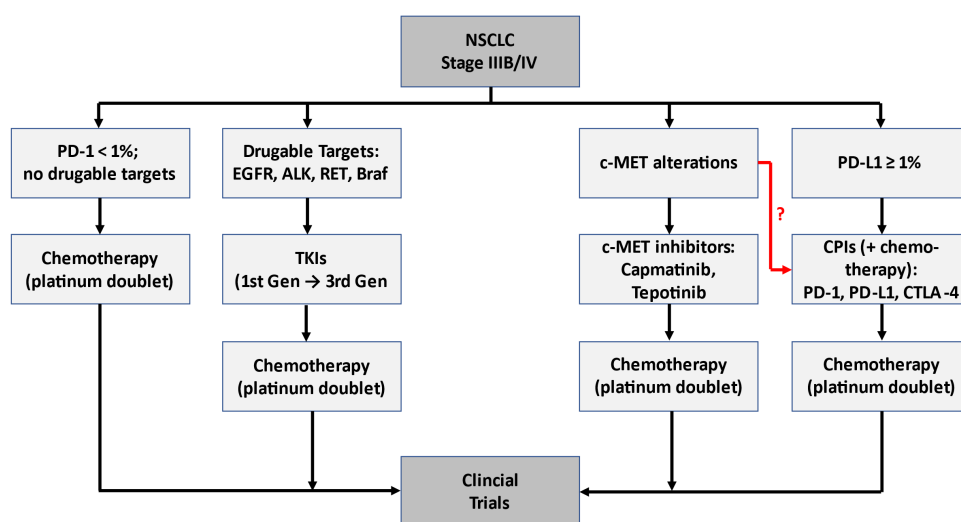 NSCLC
Stage IIIB/IV
PD-1 < 1%;
no drugable targets
Drugable Targets:
EGFR, ALK, RET, Braf
c-MET alterations
PD-L1 ≥ 1%
?
Chemotherapy
(platinum doublet)
TKIs
(1st Gen → 3rd Gen
c-MET inhibitors:
Capmatinib,
Tepotinib
CPIs (+ chemo-
therapy):
PD-1, PD-L1, CTLA-4
Chemotherapy
(platinum doublet)
Chemotherapy
(platinum doublet)
Chemotherapy
(platinum doublet)
Clincial
Trials